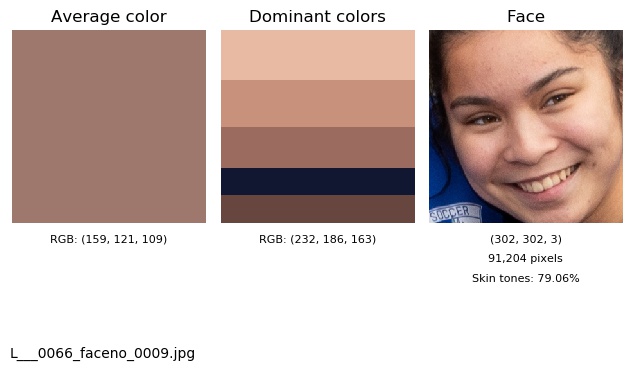 Average color
Dominant colors
Face
SOCCER
RGB: (159, 121, 109)
RGB: (232, 186, 163)
(302, 302, 3)
91,204 pixels
Skin tones: 79.06%
L___0066_faceno_0009.jpg